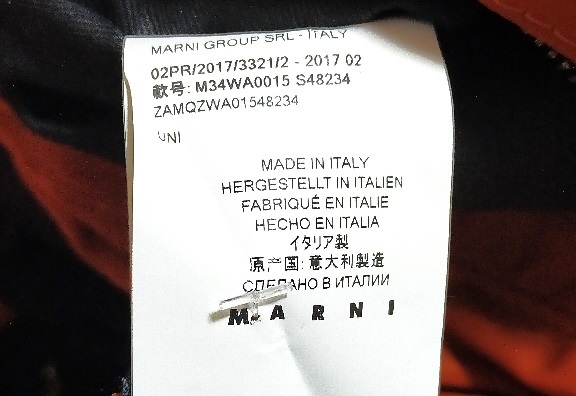 MARNI GROUP SRL - ITALY
02PR/2017/3321/2 - 2017 02
款号: M34WA0015 S48234
ZAMQZWA01548234
UNI
MADE IN ITALY
HERGESTELLT IN ITALIEN
FABRIQUÉ EN ITALIE
HECHO EN ITALIA
イタリア製
原产国: 意大利製造
СДЕЛАНО В ИТАЛИИ
MARNI